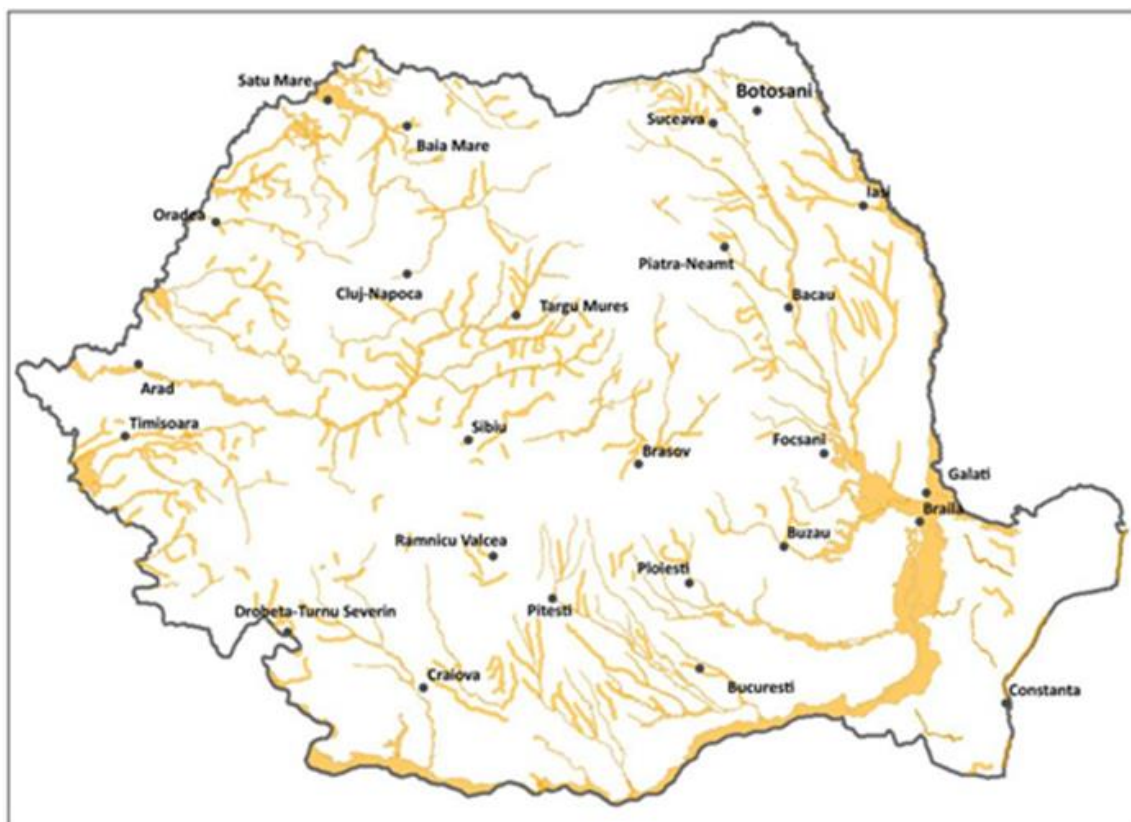 Satu Mare
Botosani
Suceava
Baia Mare
Iasi
Oradea
Piatra-Neamt
Cluj-Napoca
Bacau
Targu Mures
Arad
Timisoara
Sibiu
Focsani
Brasov
Galati
Braila
Ramnicu Valcea
Buzau
Ploiesti
Drobeta-Turnu Severin
Pitesti
Craiova
Bucuresti
Constanta